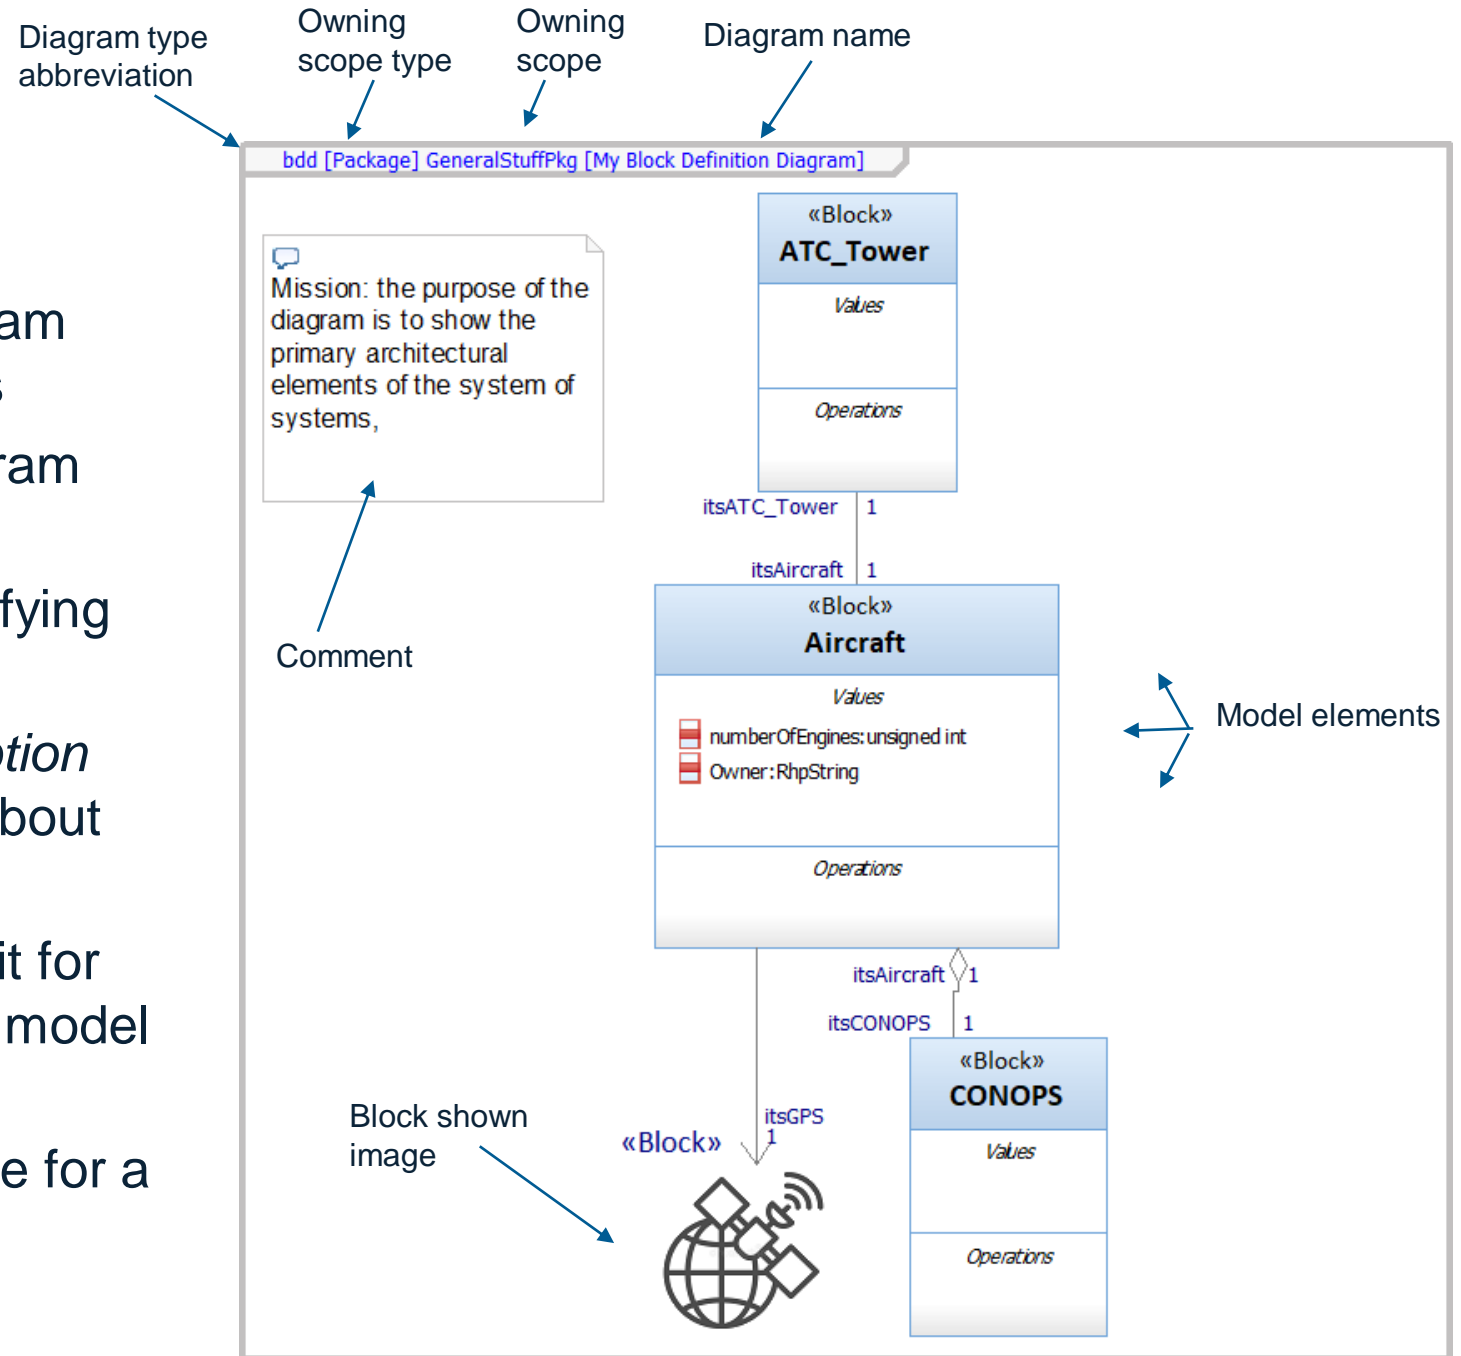 Diagram type
abbreviation
Owning
scope type
Owning
scope
Diagram name
bdd [Package] GeneralStuffPkg [My Block Definition Diagram]
am
s
ram
fying
otion
bout
it for
model
e for a
Mission: the purpose of the
diagram is to show the
primary architectural
elements of the system of
systems,
Comment
«Block»
ATC_Tower
Values
Operations
itsATC_Tower 1
itsAircraft 1
«Block»
Aircraft
Values
numberOfEngines:unsigned int
Owner:RhpString
Operations
Model elements
itsAircraft 1
itsCONOPS 1
«Block»
CONOPS
Values
Operations
Block shown
image
itsGPS
1
«Block»